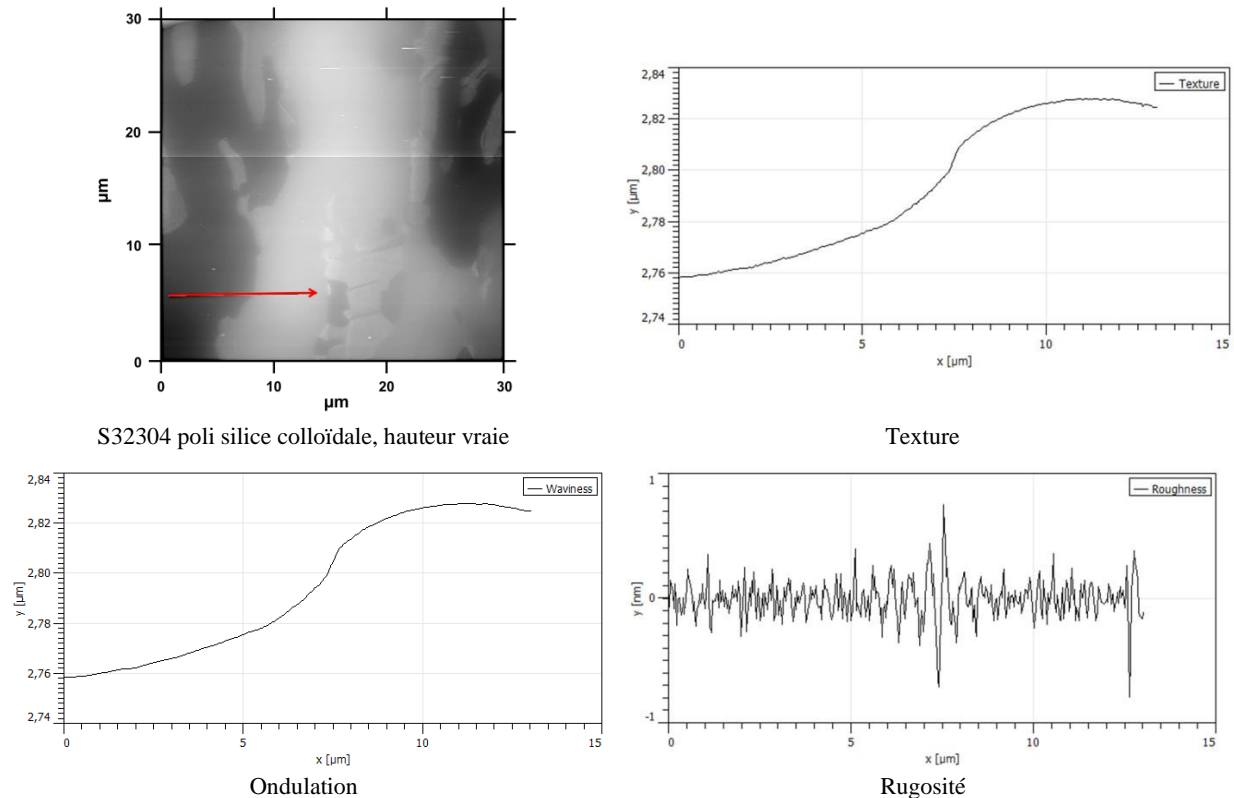 30
20
µm
10
0
0
10
20
30
µm
S32304 poli silice colloïdale, hauteur vraie
2,84
Texture
2,82
2,80
y [µm]
2,78
2,76
2,74
0
5
10
15
x [µm]
Texture
2,84
Waviness
2,82
2,80
y [µm]
2,78
2,76
2,74
0
5
10
15
x [µm]
Ondulation
1
Roughness
y [nm]
0
-1
0
5
10
15
x [µm]
Rugosité